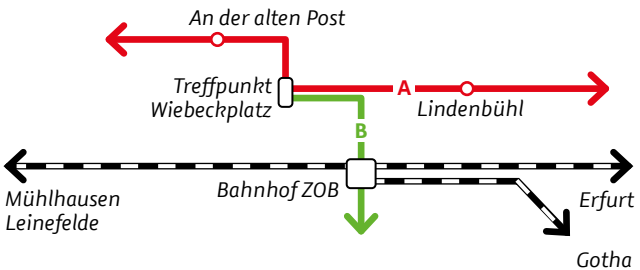 An der alten Post
Treffpunkt
Wiebeckplatz
A
Lindenbühl
B
Bahnhof ZOB
Mühlhausen
Leinefelde
Erfurt
Gotha